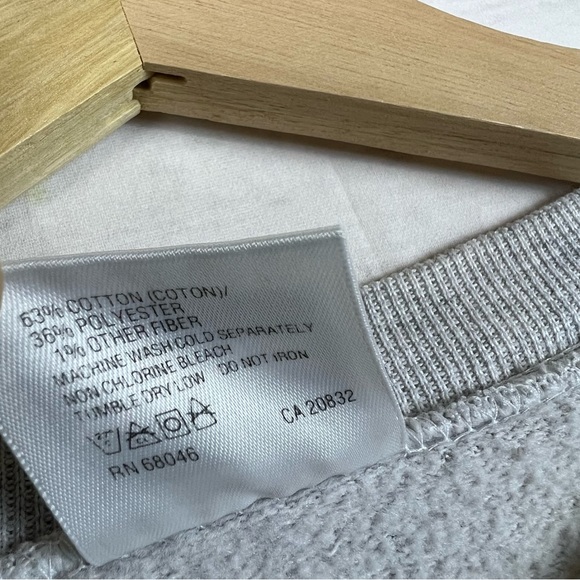 63% COTTON (COTON)/
36% POLYESTER
1% OTHER FIBER
MACHINE WASH COLD SEPARATELY
NON CHLORINE BLEACH
TUMBLE DRY LOW DO NOT IRON
CA 20832
RN 68046